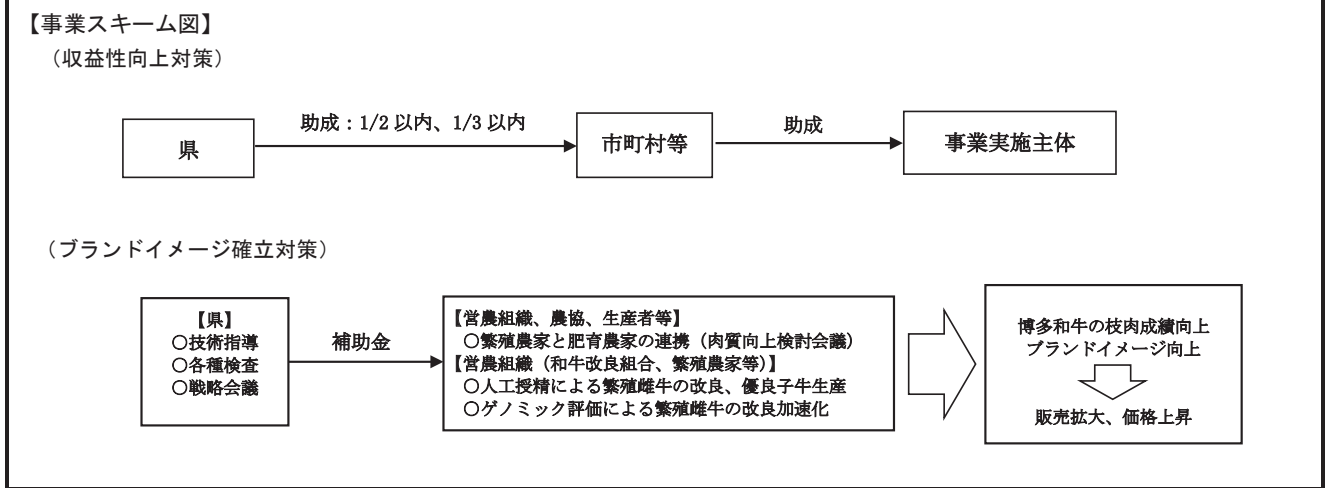 【事業スキーム図】
（収益性向上対策）
県
助成：1/2 以内、1/3 以内
市町村等
助成
事業実施主体
（ブランドイメージ確立対策）
【県】
○技術指導
○各種検査
○戦略会議
補助金
【営農組織、農協、生産者等】
○繁殖農家と肥育農家の連携（肉質向上検討会議）
【営農組織（和牛改良組合、繁殖農家等）】
○人工授精による繁殖雌牛の改良、優良子牛生産
○ゲノミック評価による繁殖雌牛の改良加速化
博多和牛の枝肉成績向上
ブランドイメージ向上
販売拡大、価格上昇